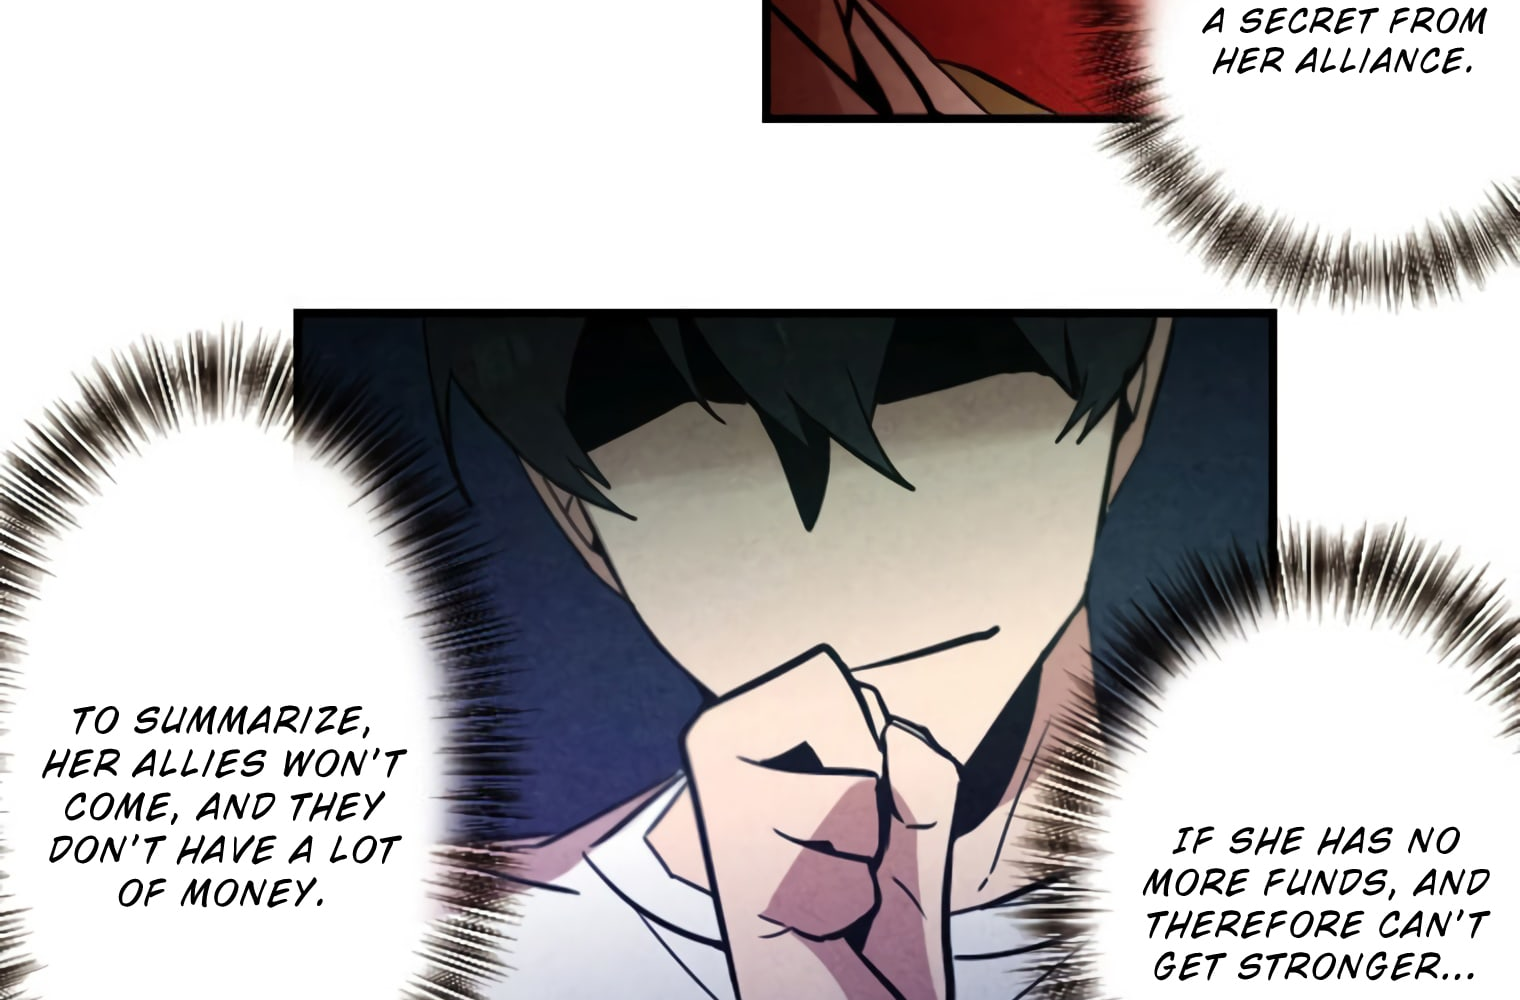 A SECRET FROM
HER ALLIANCE.
TO SUMMARIZE,
HER ALLIES WON'T
COME, AND THEY
DON'T HAVE A LOT
OF MONEY.
IF SHE HAS NO
MORE FUNDS, AND
THEREFORE CAN'T
GET STRONGER...